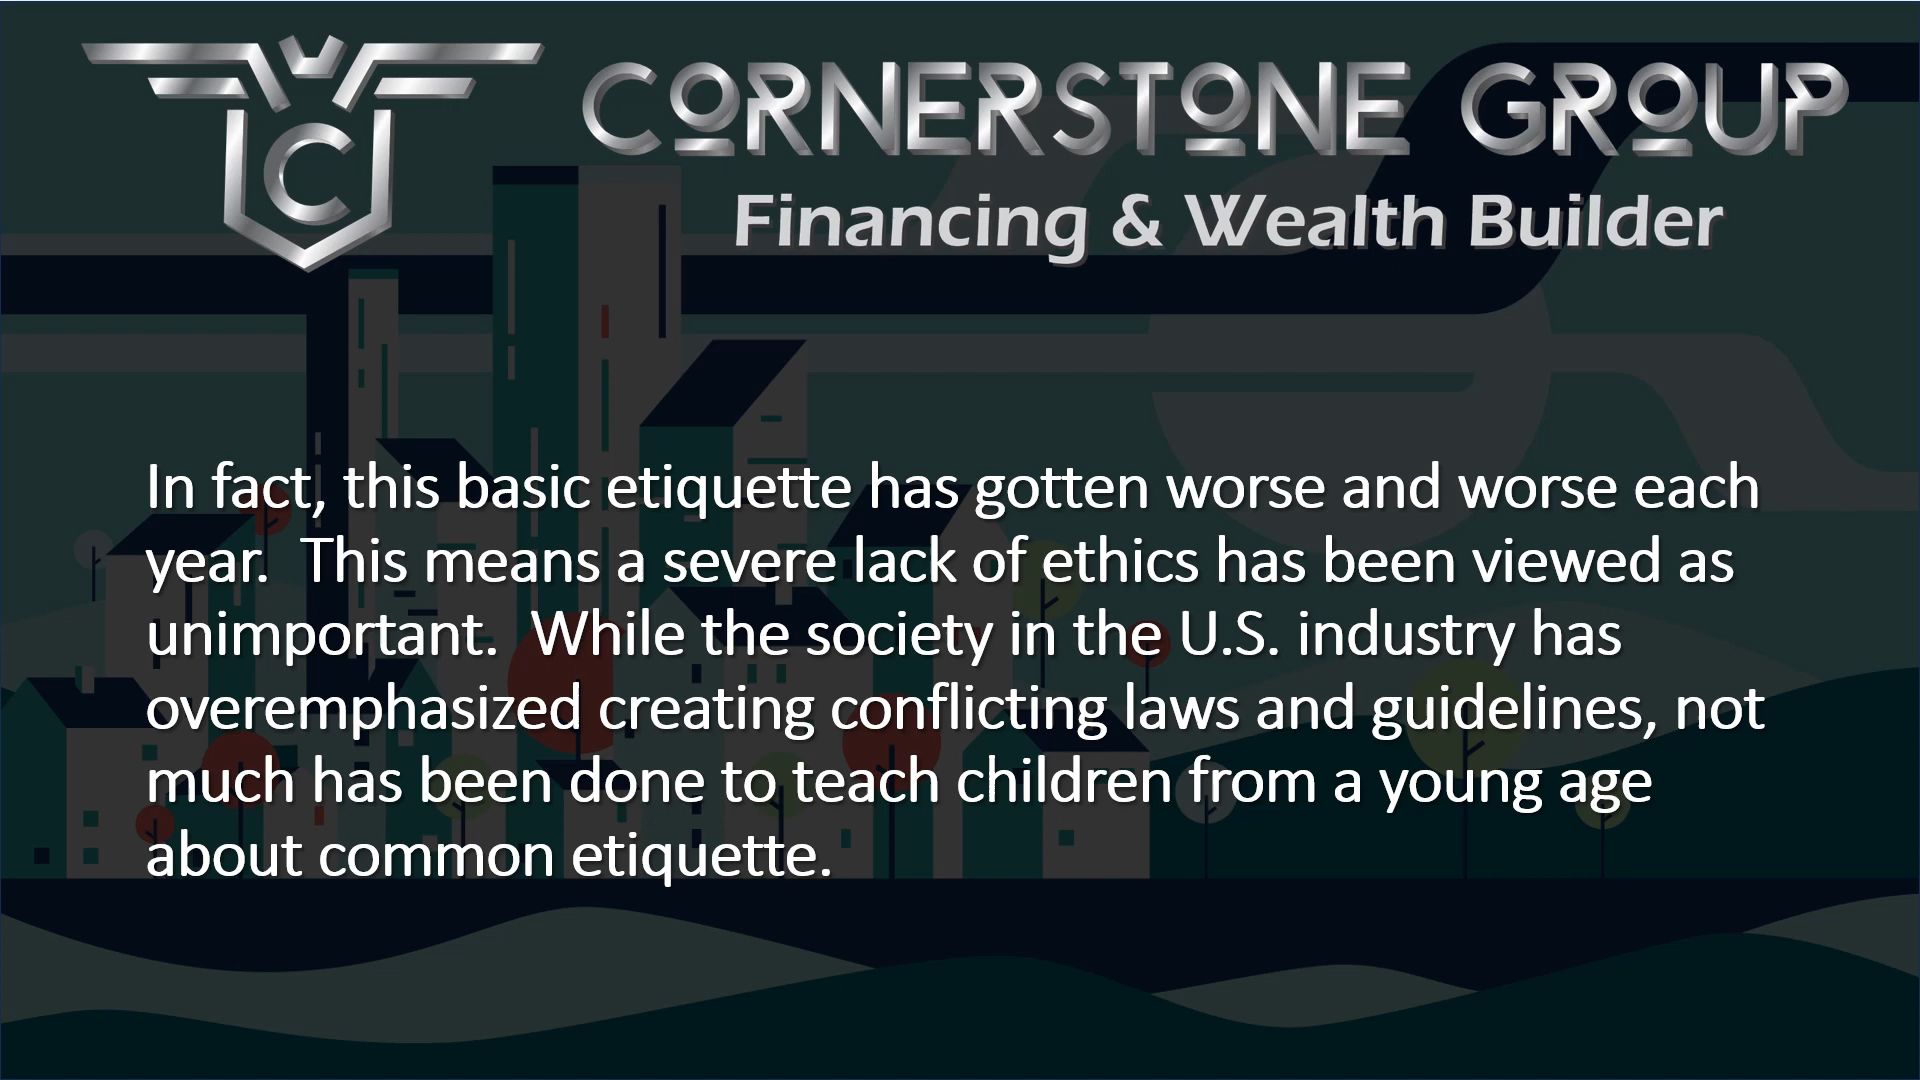 CORNERSTONE GROUP
C
Financing & Wealth Builder
In fact, this basic etiquette has gotten worse and worse each
year.  This means a severe lack of ethics has been viewed as
unimportant.  While the society in the U.S. industry has
overemphasized creating conflicting laws and guidelines, not
much has been done to teach children from a young age
about common etiquette.